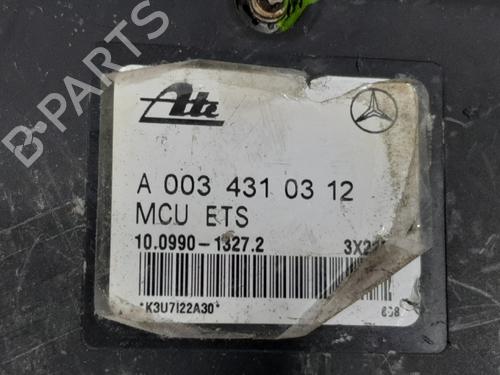 B-PARTS
Ate
A 003 431 03 12
MCU ETS
10.0990-1327.2
*K3U7I22A30*